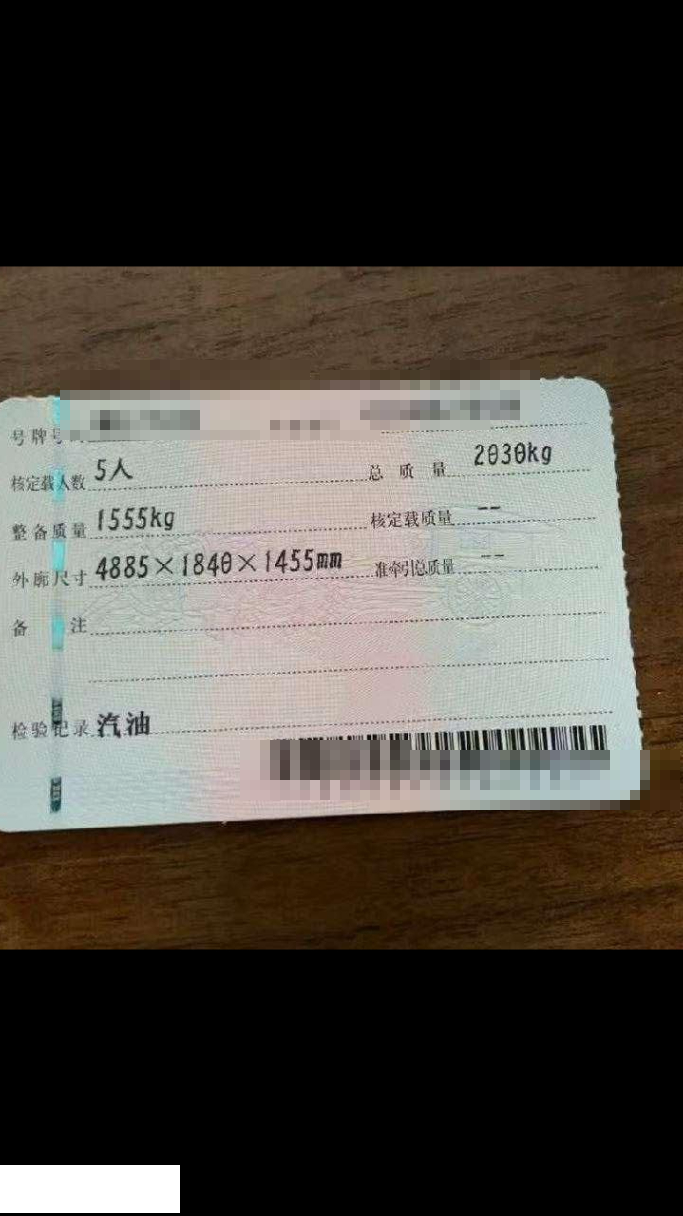 号牌号
核定载人数 5人 总质量 2030kg
整备质量 1555kg 核定载质量 --
外廓尺寸 4885×1840×1455mm 准牵引总质量 --
备注
检验记录 汽油